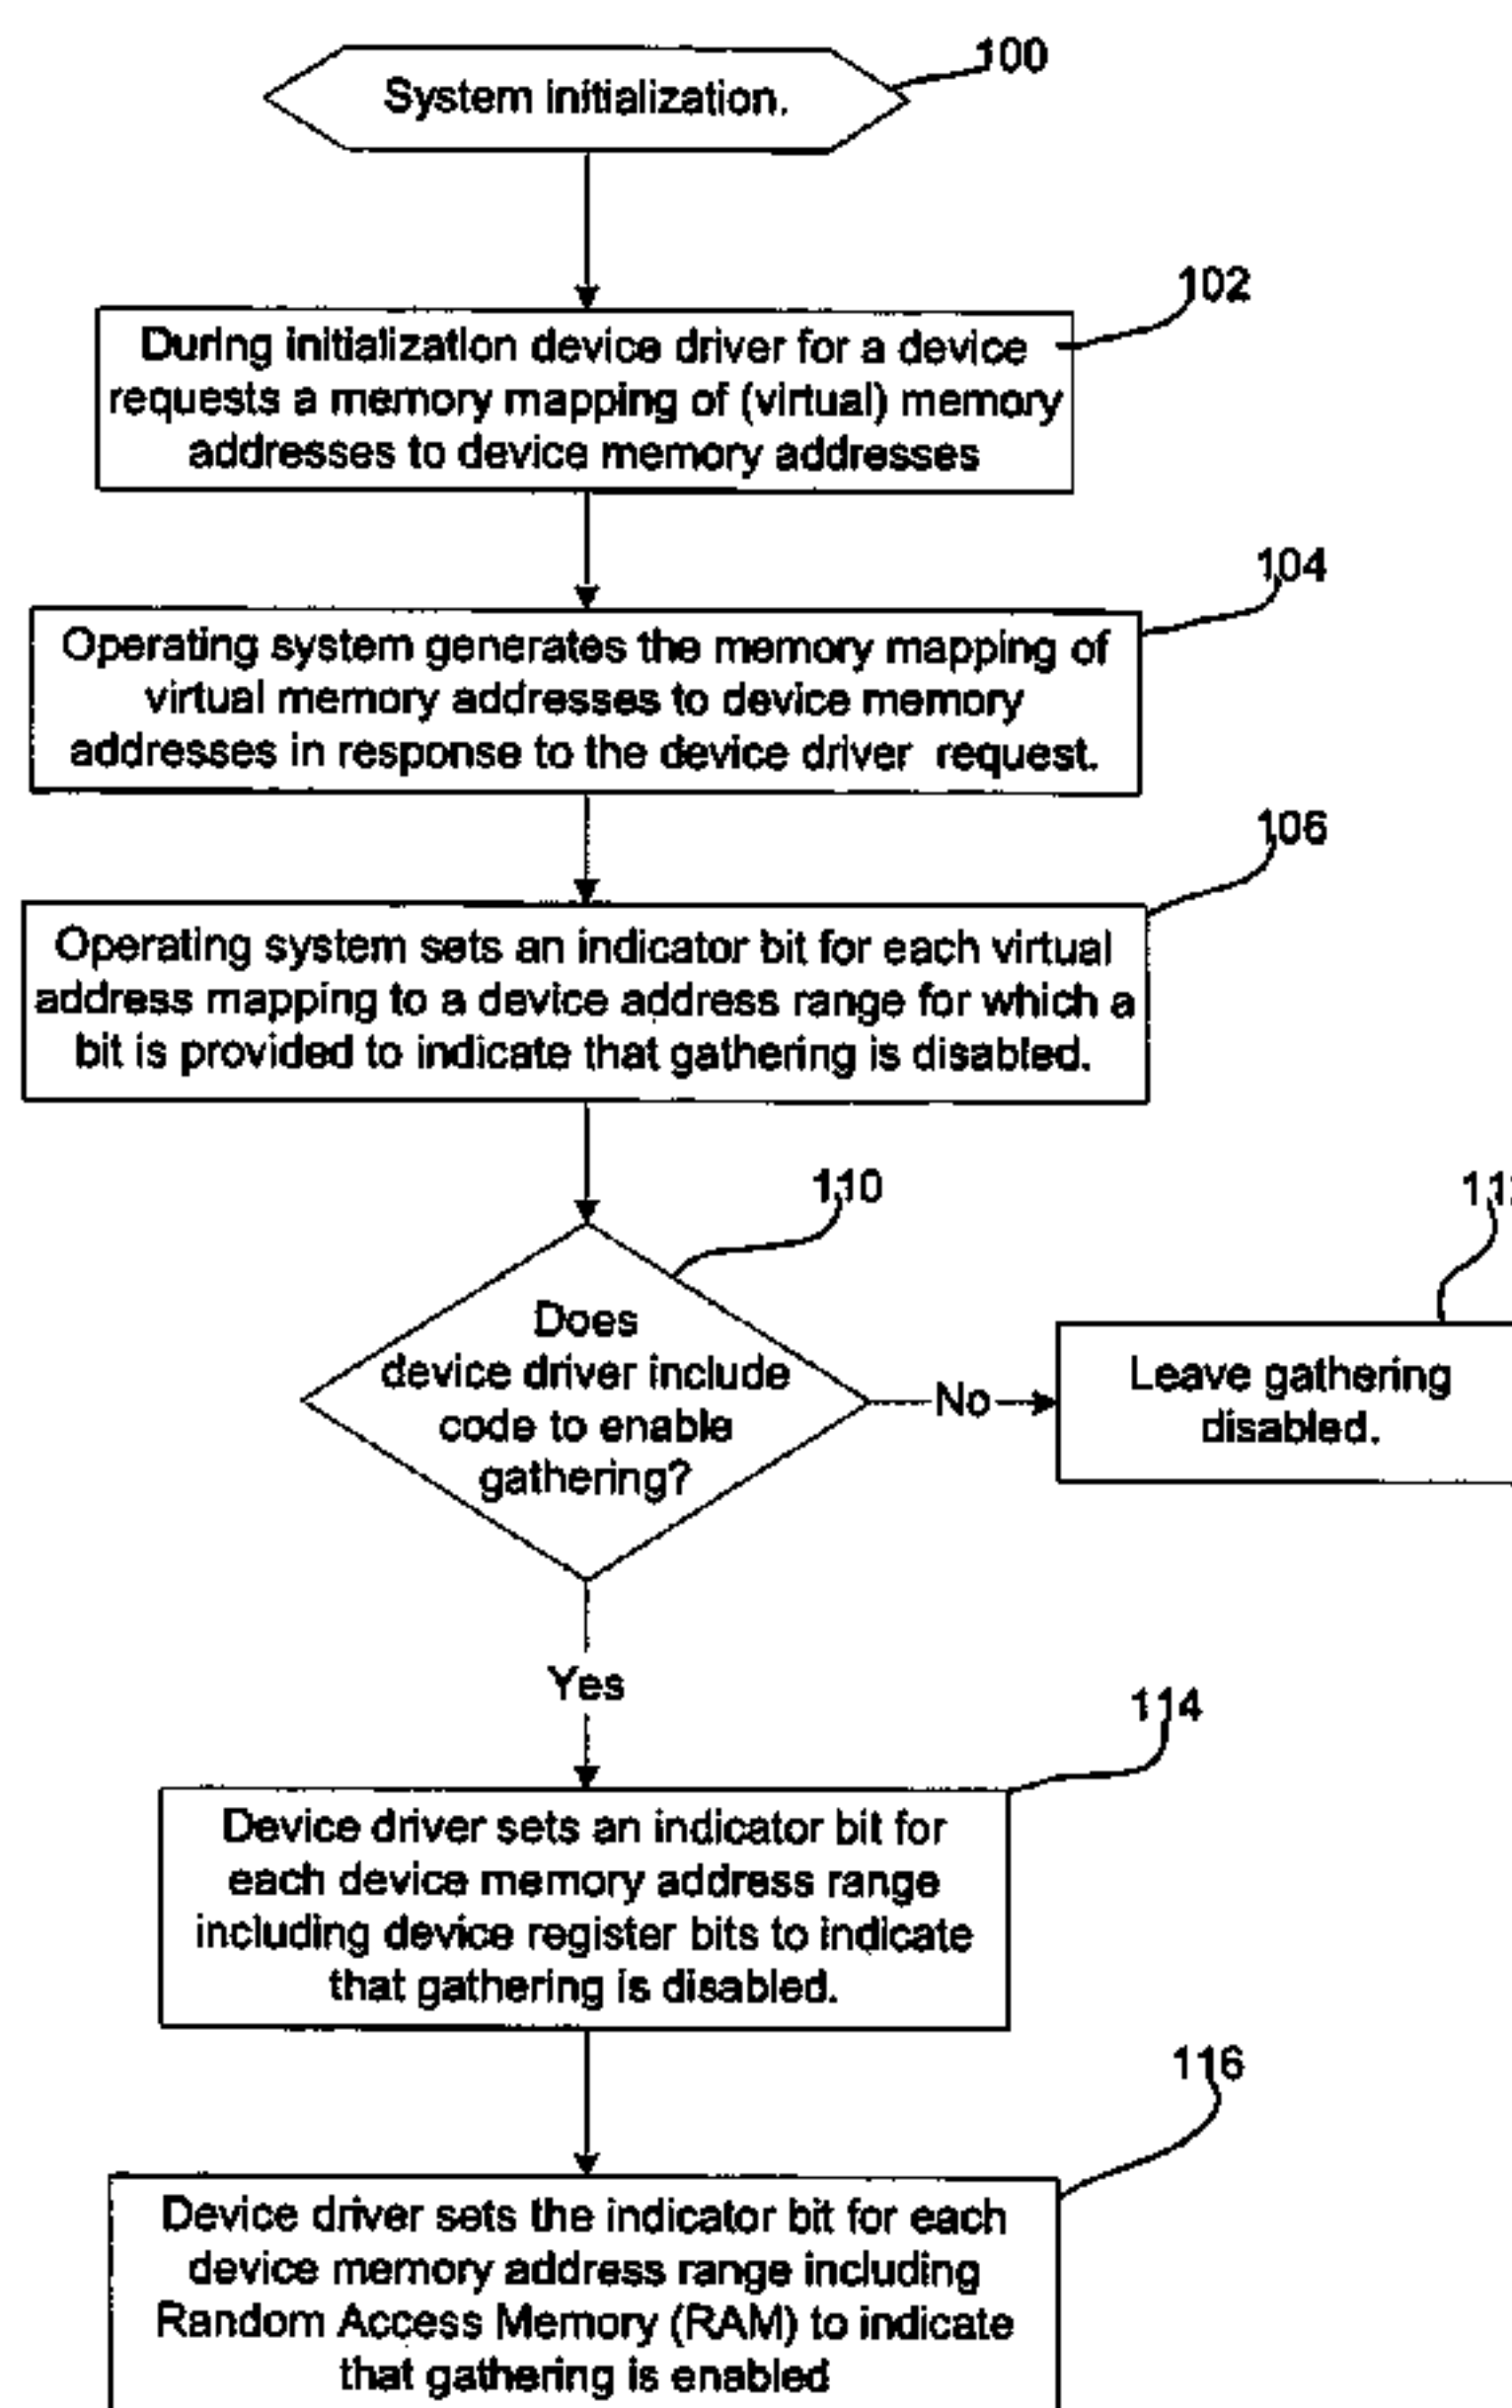 100
System initialization.
102
During initialization device driver for a device
requests a memory mapping of (virtual) memory
addresses to device memory addresses
104
Operating system generates the memory mapping of
virtual memory addresses to device memory
addresses in response to the device driver request.
106
Operating system sets an indicator bit for each virtual
address mapping to a device address range for which a
bit is provided to indicate that gathering is disabled.
110
Does
device driver include
code to enable
gathering?
No
Leave gathering
disabled.
Yes
114
Device driver sets an indicator bit for
each device memory address range
including device register bits to indicate
that gathering is disabled.
116
Device driver sets the indicator bit for each
device memory address range including
Random Access Memory (RAM) to indicate
that gathering is enabled